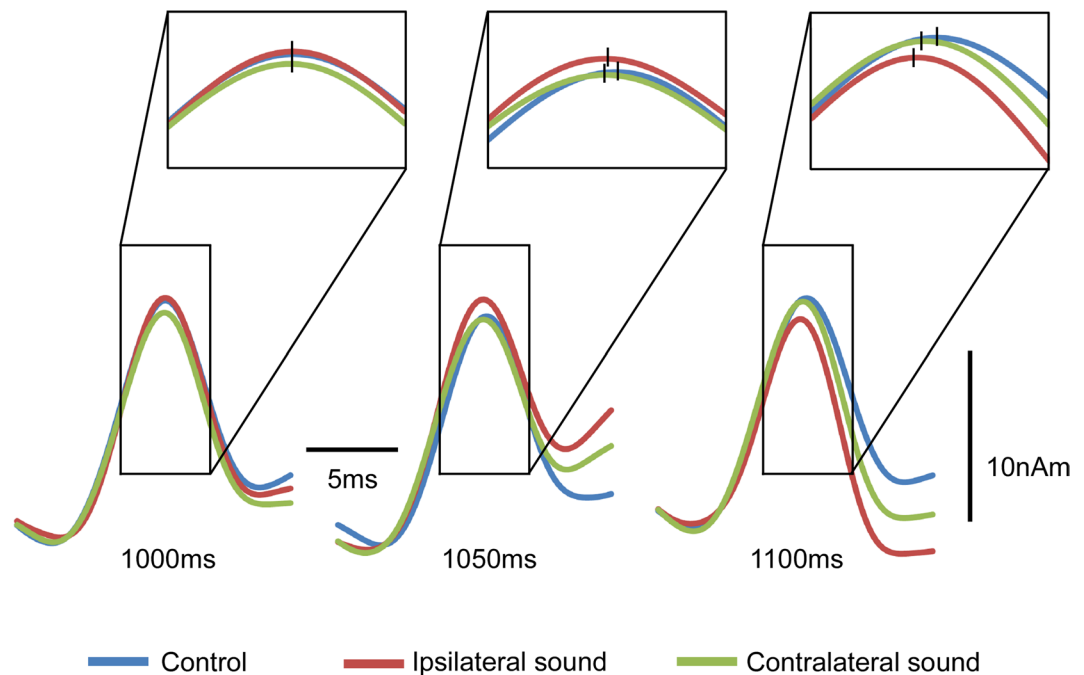 5ms
10nAm
1000ms
1050ms
1100ms
Control
Ipsilateral sound
Contralateral sound